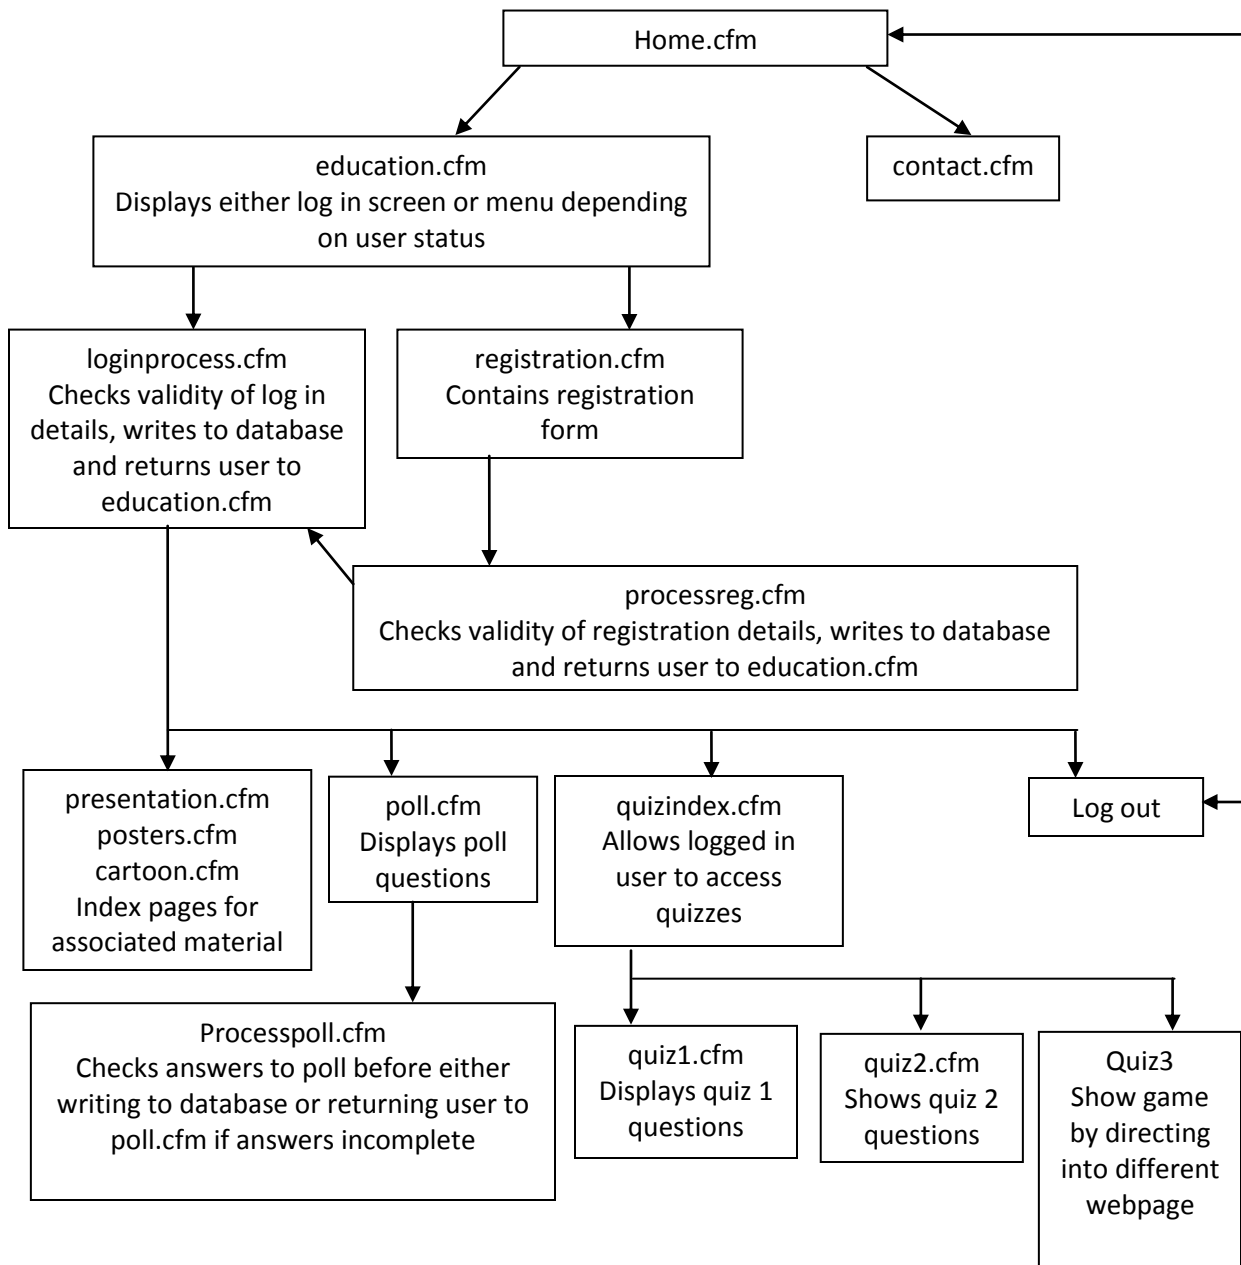 Home.cfm
education.cfm
Displays either log in screen or menu depending
on user status
contact.cfm
loginprocess.cfm
Checks validity of log in
details, writes to database
and returns user to
education.cfm
registration.cfm
Contains registration
form
processreg.cfm
Checks validity of registration details, writes to database
and returns user to education.cfm
presentation.cfm
posters.cfm
cartoon.cfm
Index pages for
associated material
poll.cfm
Displays poll
questions
quizindex.cfm
Allows logged in
user to access
quizzes
Log out
Processpoll.cfm
Checks answers to poll before either
writing to database or returning user to
poll.cfm if answers incomplete
quiz1.cfm
Displays quiz 1
questions
quiz2.cfm
Shows quiz 2
questions
Quiz3
Show game
by directing
into different
webpage